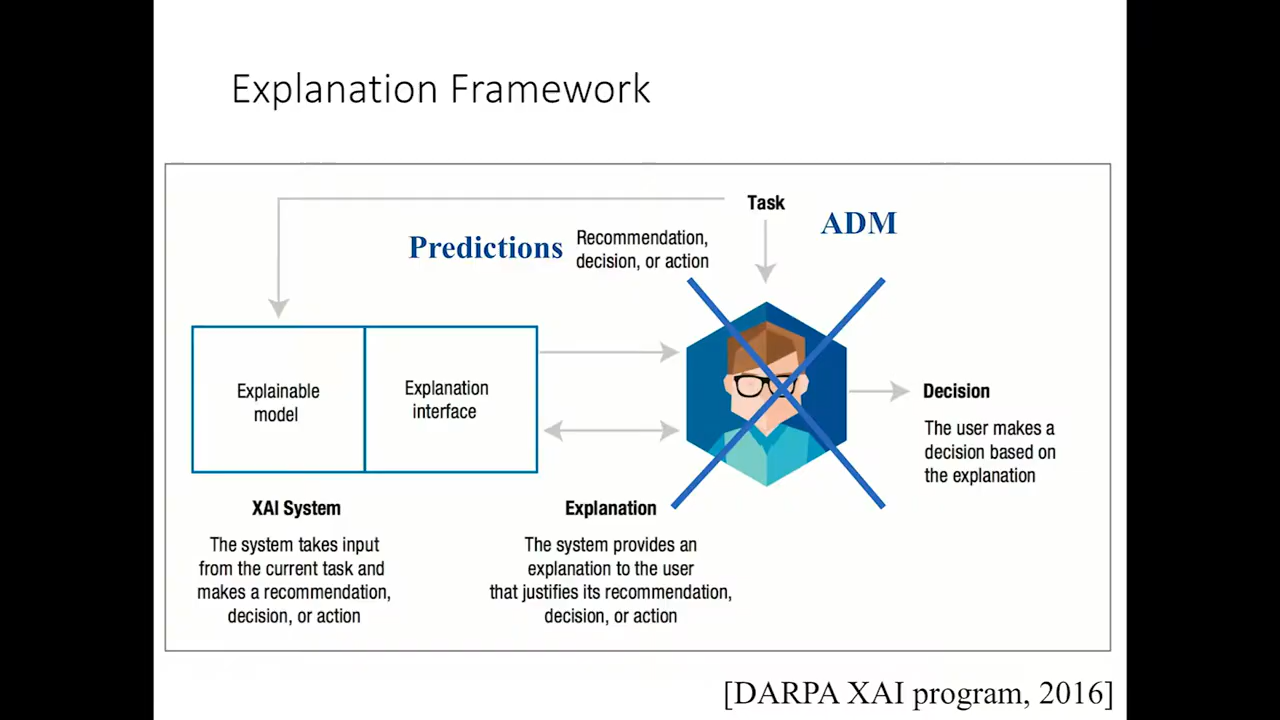 Explanation Framework
Task
ADM
Predictions
Recommendation,
decision, or action
Explainable
model
Explanation
interface
Decision
The user makes a
decision based on
the explanation
XAI System
The system takes input
from the current task and
makes a recommendation,
decision, or action
Explanation
The system provides an
explanation to the user
that justifies its recommendation,
decision, or action
[DARPA XAI program, 2016]